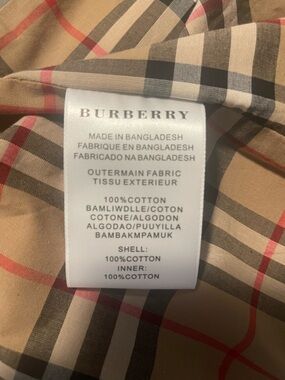 BURBERRY
MADE IN BANGLADESH
FABRIQUE EN BANGLADESH
FABRICADO NA BANGLADESH
OUTERMAIN FABRIC
TISSU EXTERIEUR
100%COTTON
BAMLIWDLLE/COTON
COTONE/ALGODON
ALGODAO/PUUYILLA
BAMBAKMPAMUK
SHELL:
100%COTTON
INNER:
100%COTTON